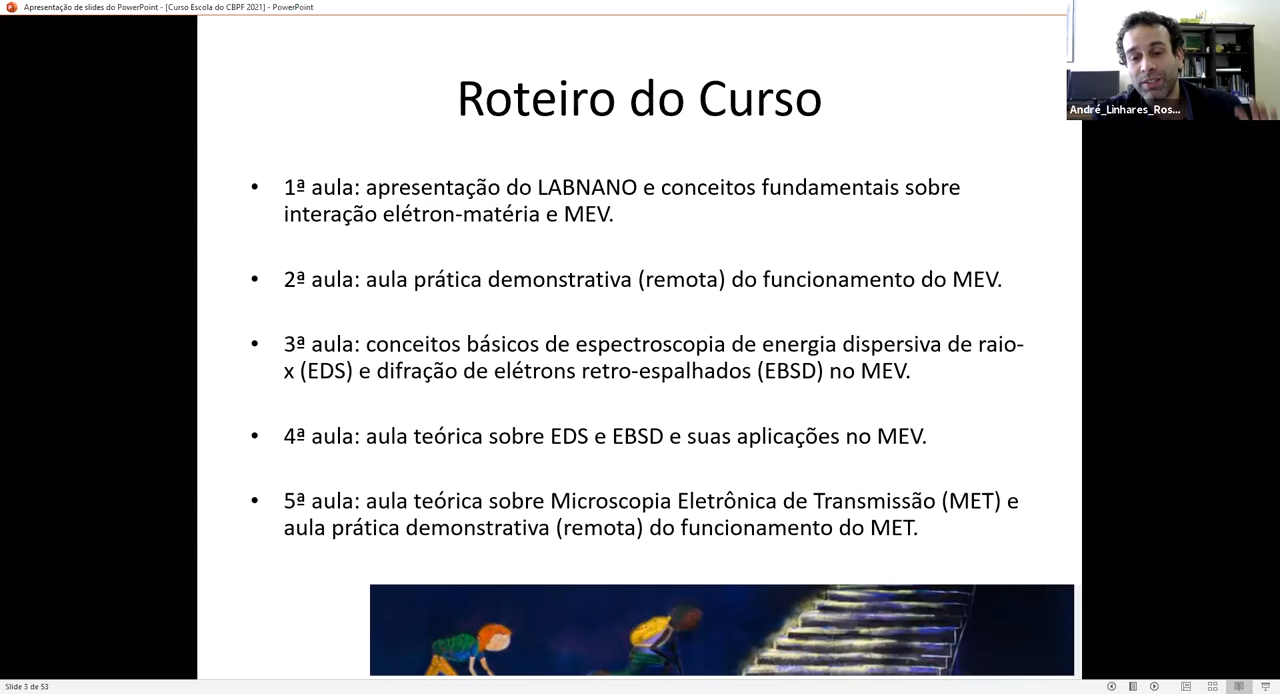 Apresentação de slides do PowerPoint - [Curso Escola do CBPF 2021] - PowerPoint
André_Linhares_Ros...
Roteiro do Curso
• 1ª aula: apresentação do LABNANO e conceitos fundamentais sobre
interação elétron-matéria e MEV.
• 2ª aula: aula prática demonstrativa (remota) do funcionamento do MEV.
• 3ª aula: conceitos básicos de espectroscopia de energia dispersiva de raio-
x (EDS) e difração de elétrons retro-espalhados (EBSD) no MEV.
• 4ª aula: aula teórica sobre EDS e EBSD e suas aplicações no MEV.
• 5ª aula: aula teórica sobre Microscopia Eletrônica de Transmissão (MET) e
aula prática demonstrativa (remota) do funcionamento do MET.
Slide 3 de 53